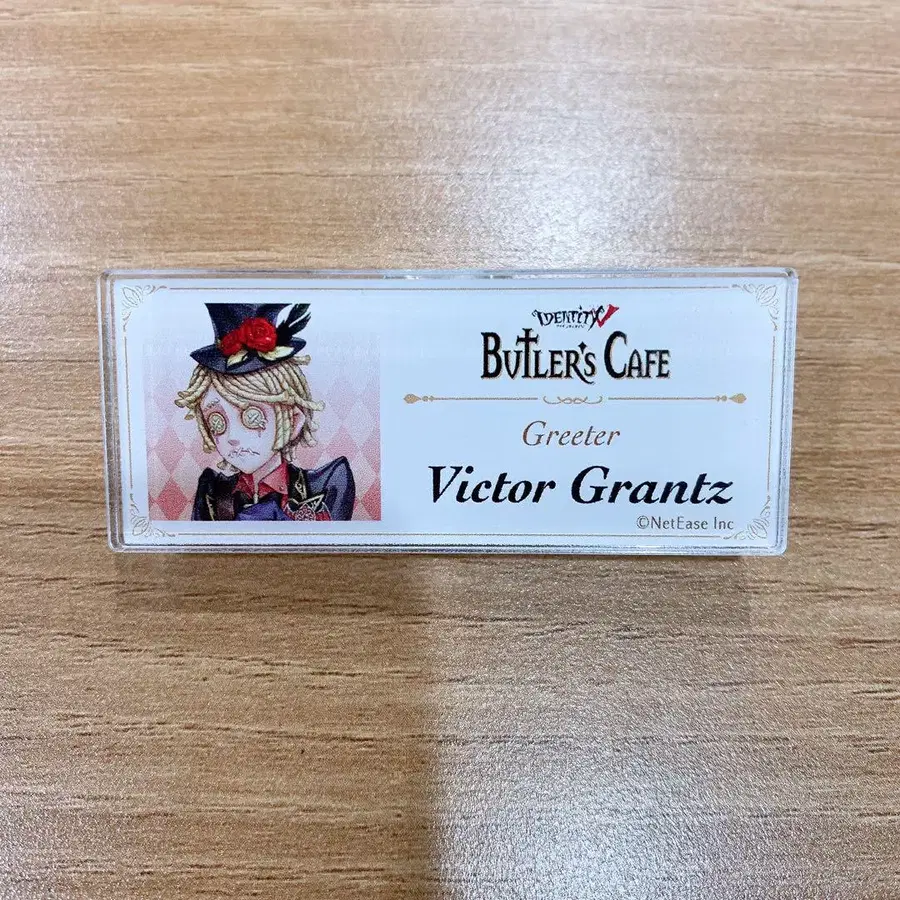 IDENTITY V
BUTLER'S CAFE
Greeter
Victor Grantz
©NetEase Inc